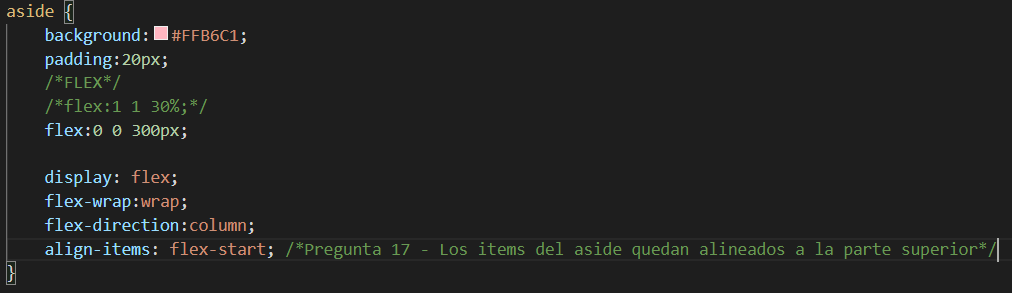 aside {
background: #FFB6C1;
padding:20px;
/*FLEX*/
/*flex:1 1 30%;*/
flex:0 0 300px;
display: flex;
flex-wrap:wrap;
flex-direction:column;
align-items: flex-start; /*Pregunta 17 - Los items del aside quedan alineados a la parte superior*/
}